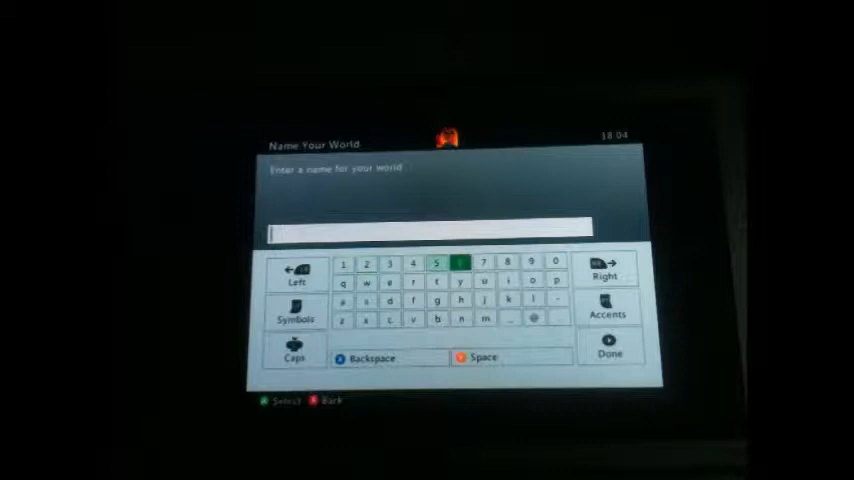 Name Your World
18 04
Enter a name for your world
Left
1 2 3 4 5 7 8 9 0
Right
q w e r t y u i o p
Symbols
a s d f g h j k l -
Accents
z x c v b n m _ @
Caps
X Backspace
Y Space
Done
A Select B Back